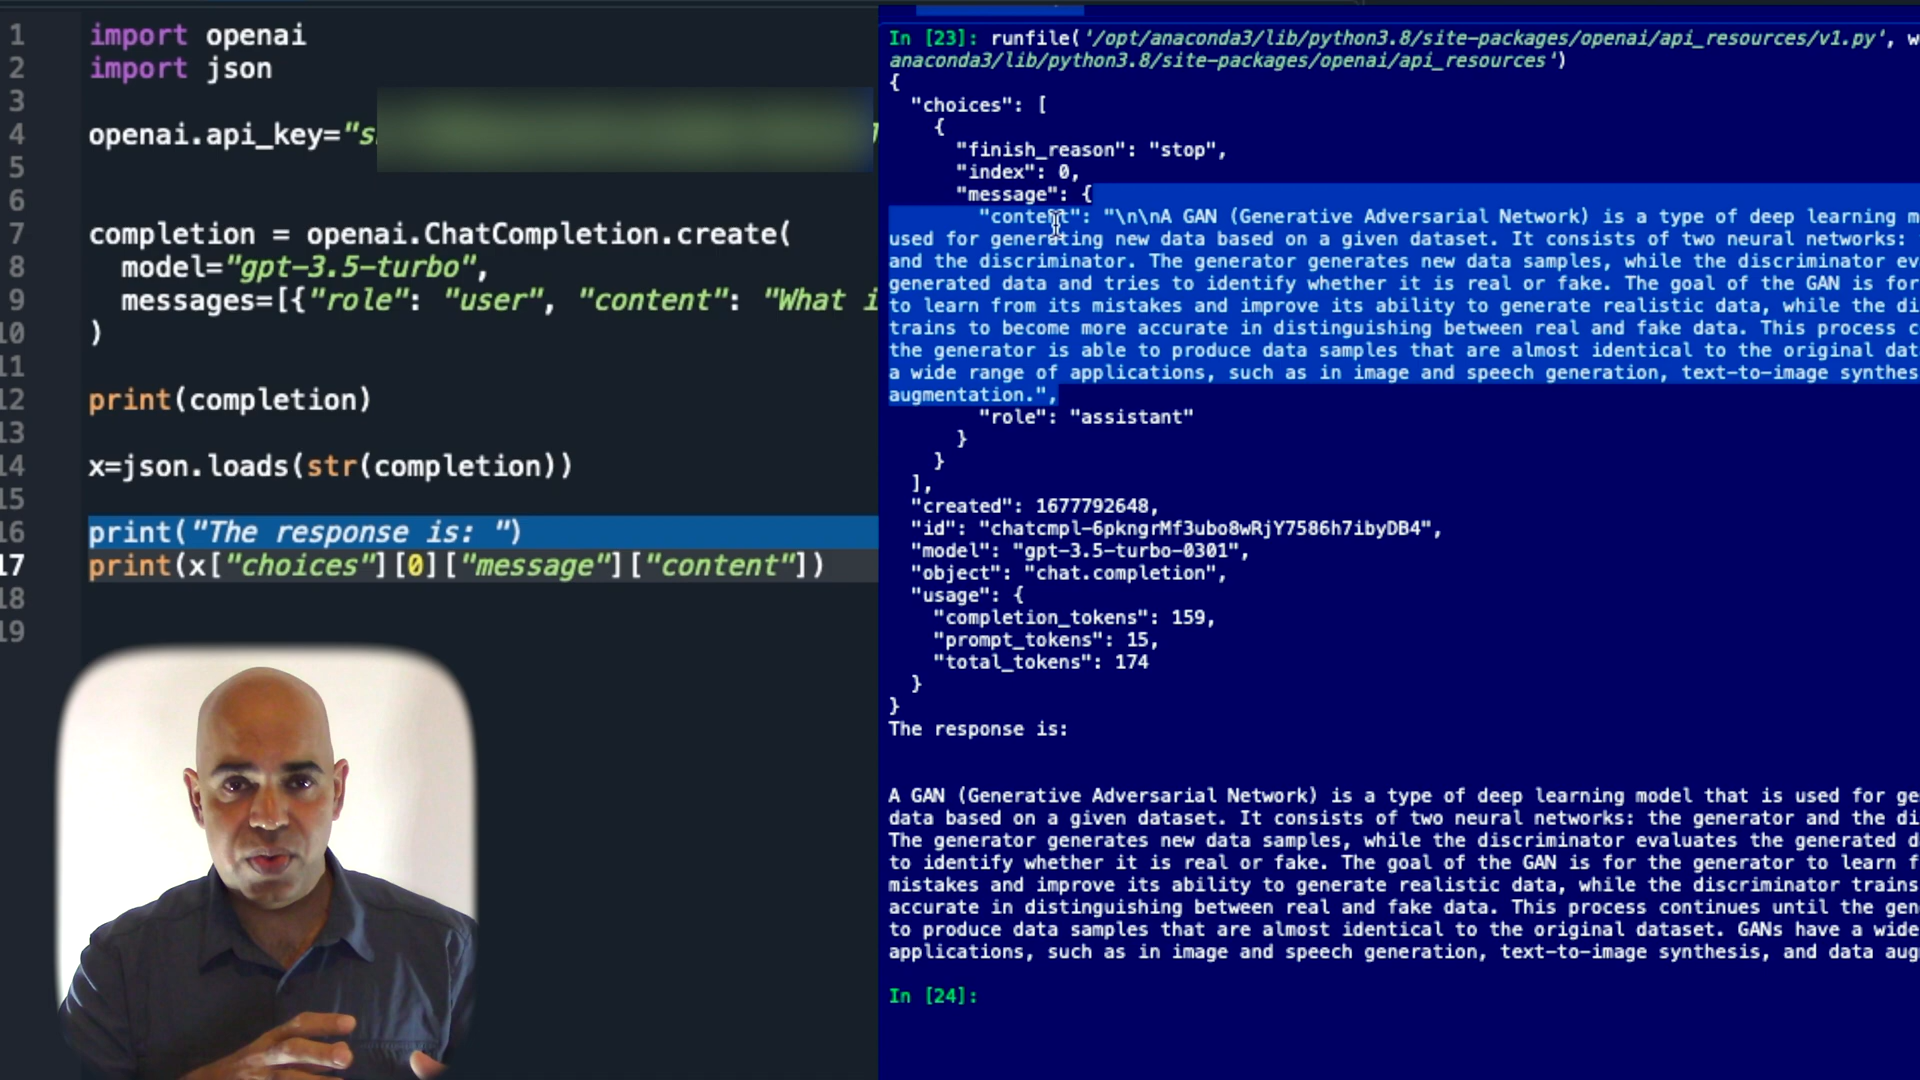 1 import openai
2 import json
3
4 openai.api_key="s
5
6
7 completion = openai.ChatCompletion.create(
8 model="gpt-3.5-turbo",
9 messages=[{"role": "user", "content": "What i
10 )
11
12 print(completion)
13
14 x=json.loads(str(completion))
15
16 print("The response is: ")
17 print(x["choices"][0]["message"]["content"])
18
19
In [23]: runfile('/opt/anaconda3/lib/python3.8/site-packages/openai/api_resources/v1.py', w
anaconda3/lib/python3.8/site-packages/openai/api_resources')
{
"choices": [
{
"finish_reason": "stop",
"index": 0,
"message": {
"content": "\n\nA GAN (Generative Adversarial Network) is a type of deep learning m
used for generating new data based on a given dataset. It consists of two neural networks:
and the discriminator. The generator generates new data samples, while the discriminator ev
generated data and tries to identify whether it is real or fake. The goal of the GAN is for
to learn from its mistakes and improve its ability to generate realistic data, while the di
trains to become more accurate in distinguishing between real and fake data. This process c
the generator is able to produce data samples that are almost identical to the original dat
a wide range of applications, such as in image and speech generation, text-to-image synthes
augmentation.",
"role": "assistant"
}
}
],
"created": 1677792648,
"id": "chatcmpl-6pkngrMf3ubo8wRjY7586h7ibyDB4",
"model": "gpt-3.5-turbo-0301",
"object": "chat.completion",
"usage": {
"completion_tokens": 159,
"prompt_tokens": 15,
"total_tokens": 174
}
}
The response is:
A GAN (Generative Adversarial Network) is a type of deep learning model that is used for ge
data based on a given dataset. It consists of two neural networks: the generator and the di
The generator generates new data samples, while the discriminator evaluates the generated d
to identify whether it is real or fake. The goal of the GAN is for the generator to learn f
mistakes and improve its ability to generate realistic data, while the discriminator trains
accurate in distinguishing between real and fake data. This process continues until the gen
to produce data samples that are almost identical to the original dataset. GANs have a wide
applications, such as in image and speech generation, text-to-image synthesis, and data aug
In [24]: